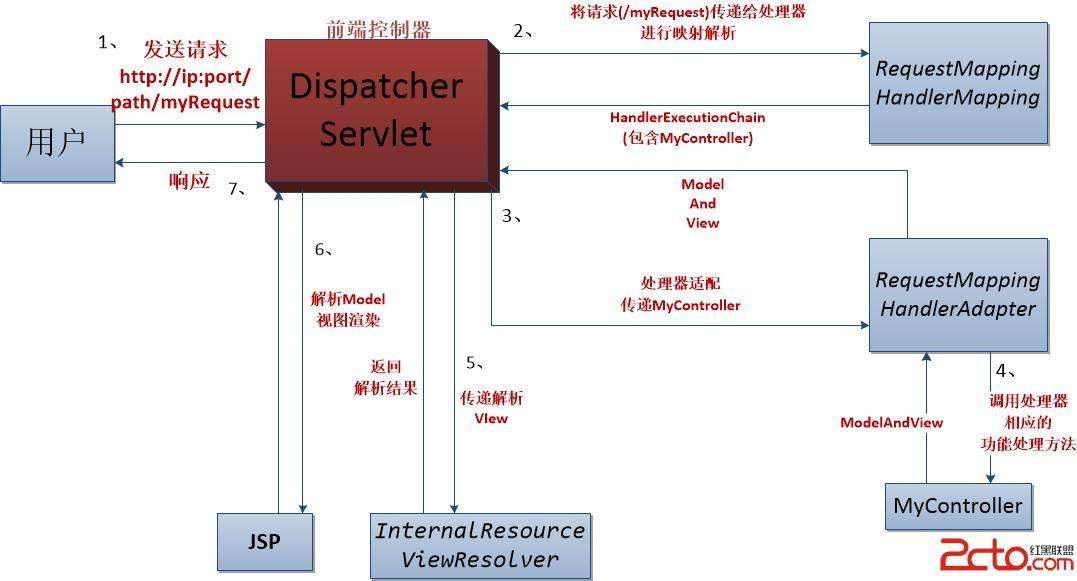 前端控制器
1、
发送请求
http://ip:port/
path/myRequest
用户
响应
7、
Dispatcher
Servlet
2、
将请求(/myRequest)传递给处理器
进行映射解析
RequestMapping
HandlerMapping
HandlerExecutionChain
(包含MyController)
Model
And
View
3、
处理器适配
传递MyController
RequestMapping
HandlerAdapter
4、
调用处理器
相应的
功能处理方法
ModelAndView
MyController
5、
传递解析
VIew
返回
解析结果
InternalResource
ViewResolver
6、
解析Model
视图渲染
JSP
2cto.com
红黑联盟